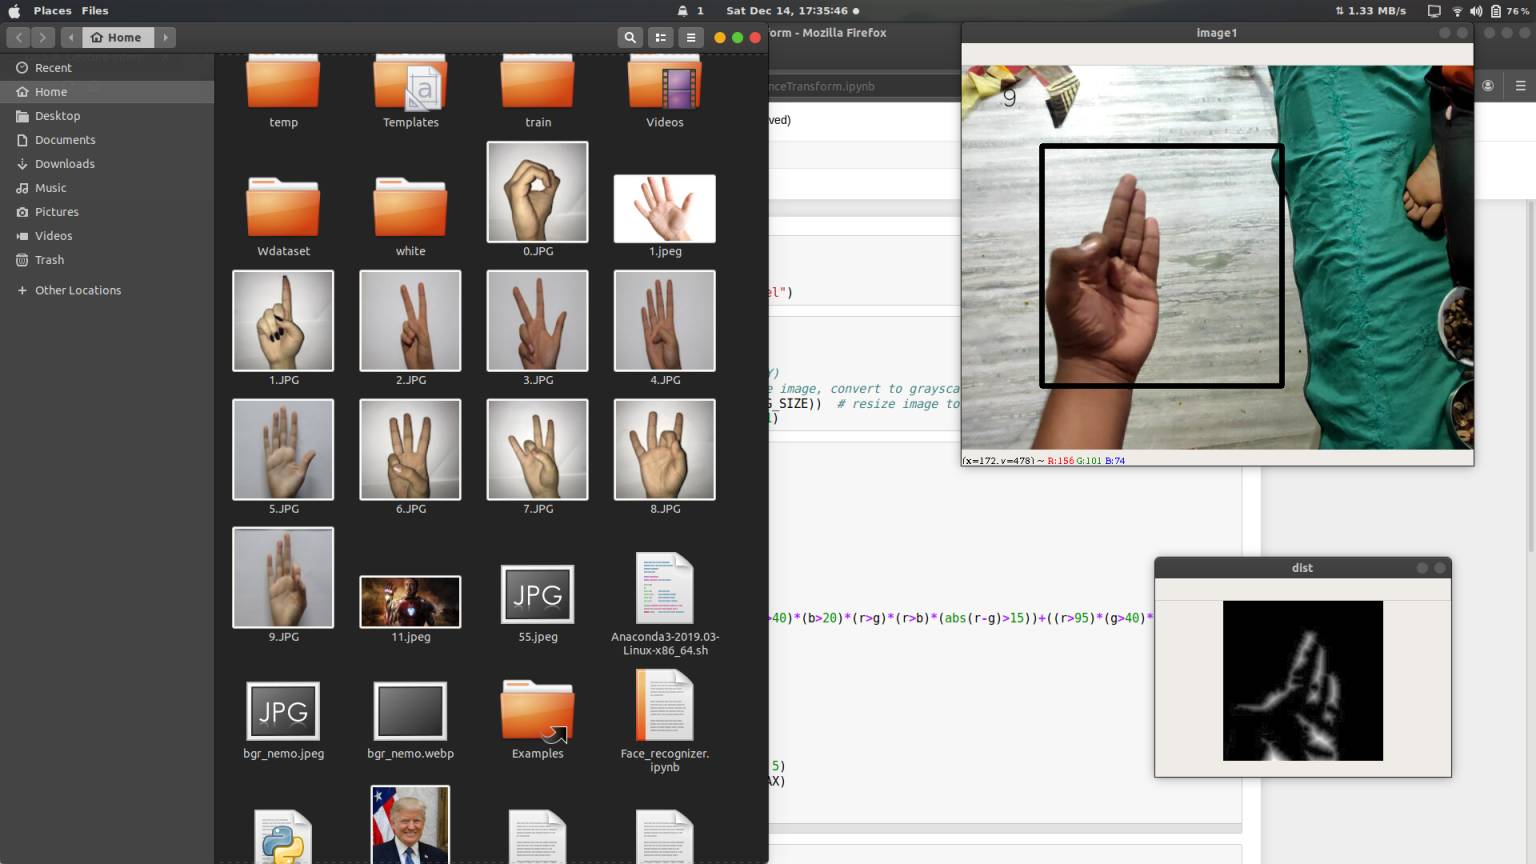 Places Files
1
Sat Dec 14, 17:35:46
1.33 MB/s
76 %
Home
Recent
Home
Desktop
Documents
Downloads
Music
Pictures
Videos
Trash
+ Other Locations
temp
Templates
train
Videos
Wdataset
white
0.JPG
1.jpeg
1.JPG
2.JPG
3.JPG
4.JPG
5.JPG
6.JPG
7.JPG
8.JPG
9.JPG
11.jpeg
JPG
55.jpeg
Anaconda3-2019.03-
Linux-x86_64.sh
JPG
bgr_nemo.jpeg
bgr_nemo.webp
Examples
Face_recognizer.
ipynb
orm - Mozilla Firefox
nceTransform.ipynb
ved)
el")
Y)
e image, convert to graysca
G_SIZE)) # resize image to
l)
>40)*(b>20)*(r>g)*(r>b)*(abs(r-g)>15))+((r>95)*(g>40)*
5)
AX)
image1
9
(x=172, y=478) ~ R:156 G:101 B:74
dist